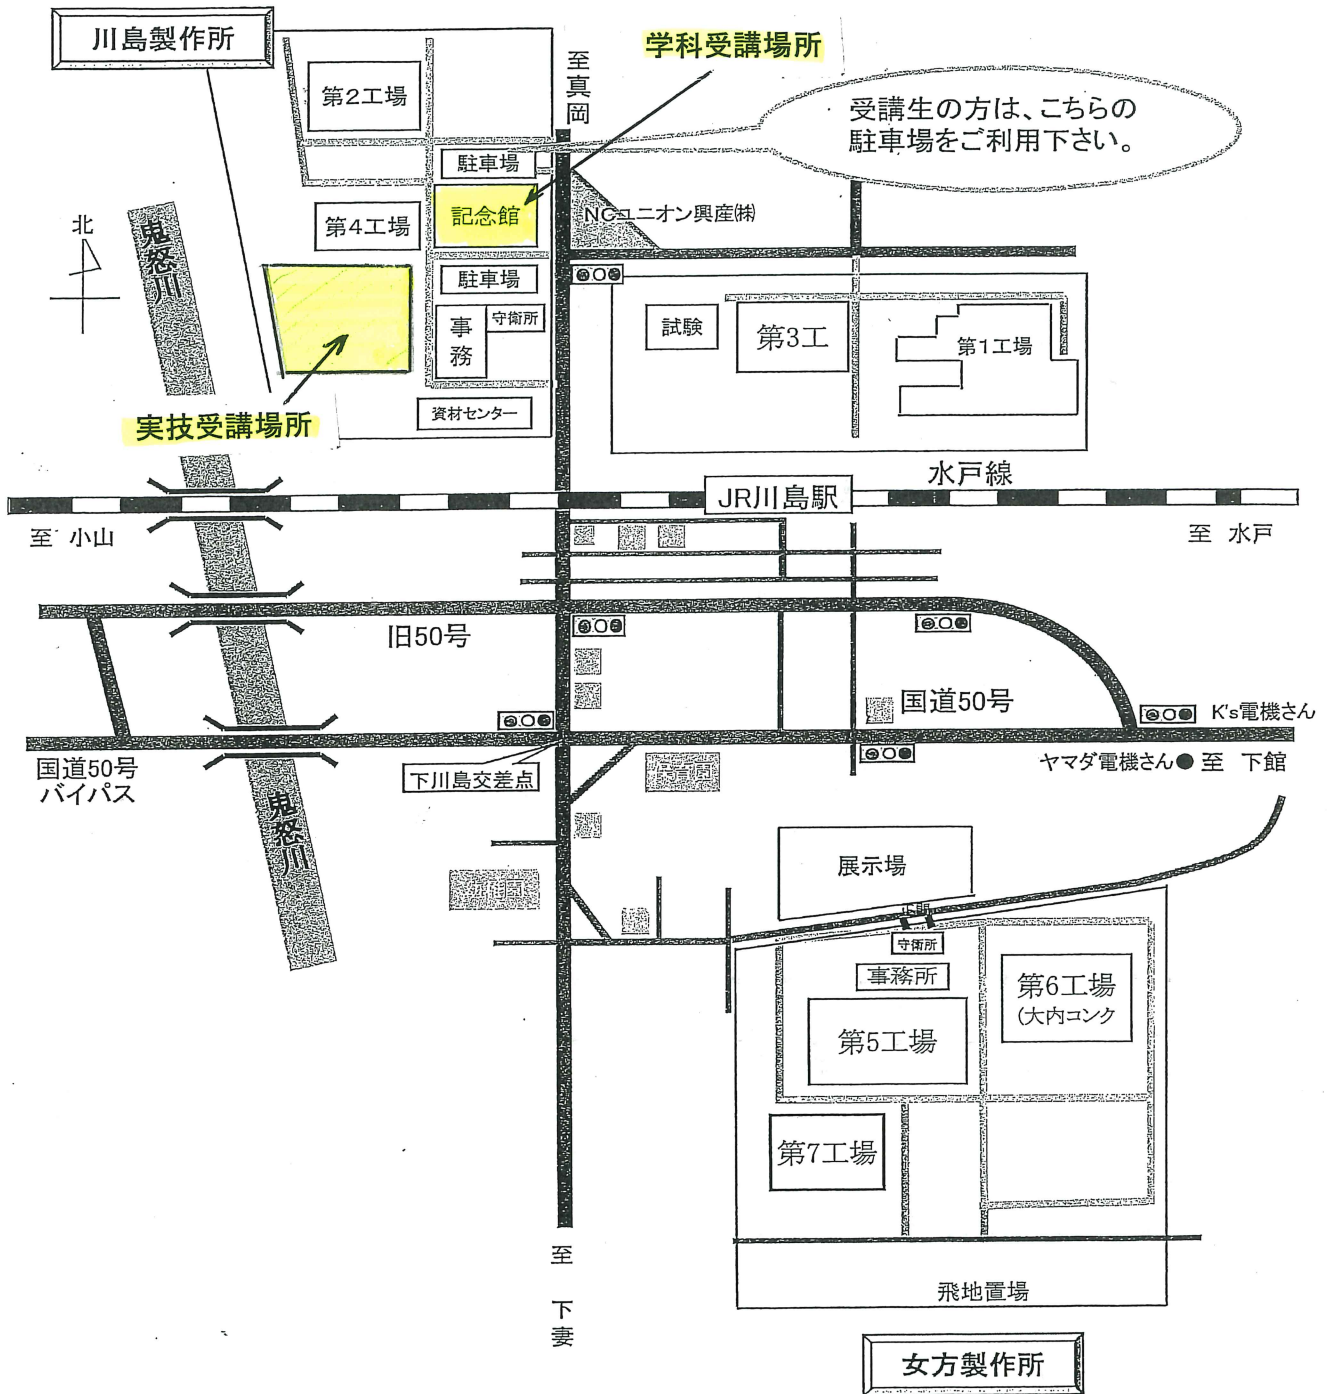 川島製作所
学科受講場所
至真岡
第2工場
受講生の方は、こちらの
駐車場をご利用下さい。
駐車場
記念館
NCユニオン興産㈱
第4工場
北
鬼怒川
駐車場
守衛所
事務
試験
第3工
第1工場
資材センター
実技受講場所
水戸線
JR川島駅
至 小山
至 水戸
旧50号
国道50号
K's電機さん
国道50号
バイパス
下川島交差点
ヤマダ電機さん● 至 下館
鬼怒川
展示場
守衛所
事務所
第6工場
(大内コンク
第5工場
第7工場
至 下妻
飛地置場
女方製作所